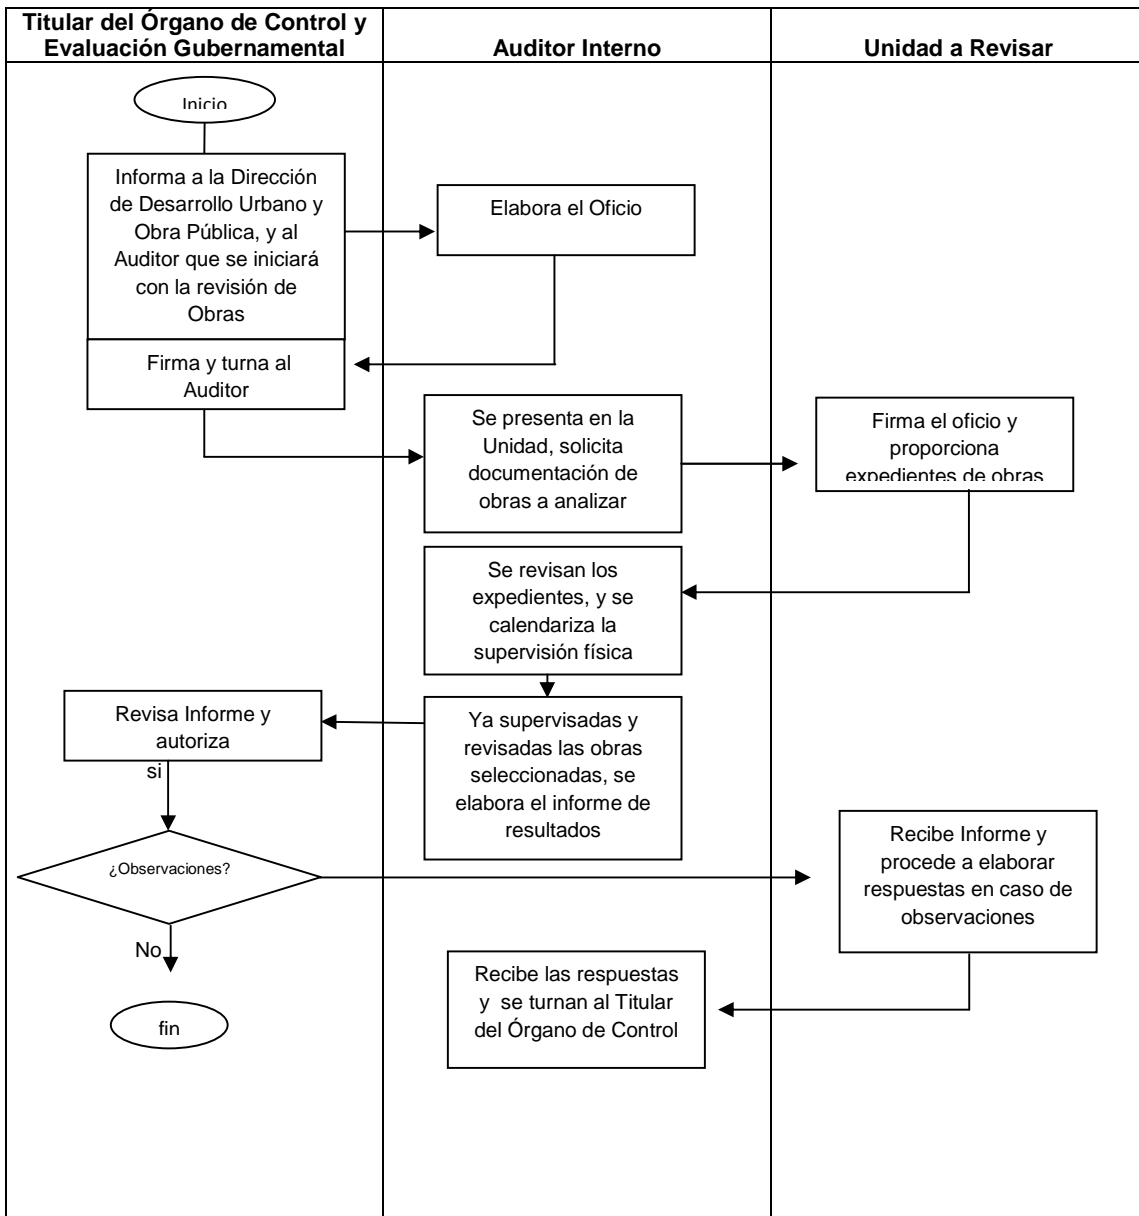 Titular del Órgano de Control y
Evaluación Gubernamental
Auditor Interno
Unidad a Revisar
Inicio
Informa a la Dirección
de Desarrollo Urbano y
Obra Pública, y al
Auditor que se iniciará
con la revisión de
Obras
Elabora el Oficio
Firma y turna al
Auditor
Se presenta en la
Unidad, solicita
documentación de
obras a analizar
Firma el oficio y
proporciona
expedientes de obras
Se revisan los
expedientes, y se
calendariza la
supervisión física
Ya supervisadas y
revisadas las obras
seleccionadas, se
elabora el informe de
resultados
Revisa Informe y
autoriza
si
¿Observaciones?
No
fin
Recibe Informe y
procede a elaborar
respuestas en caso de
observaciones
Recibe las respuestas
y se turnan al Titular
del Órgano de Control